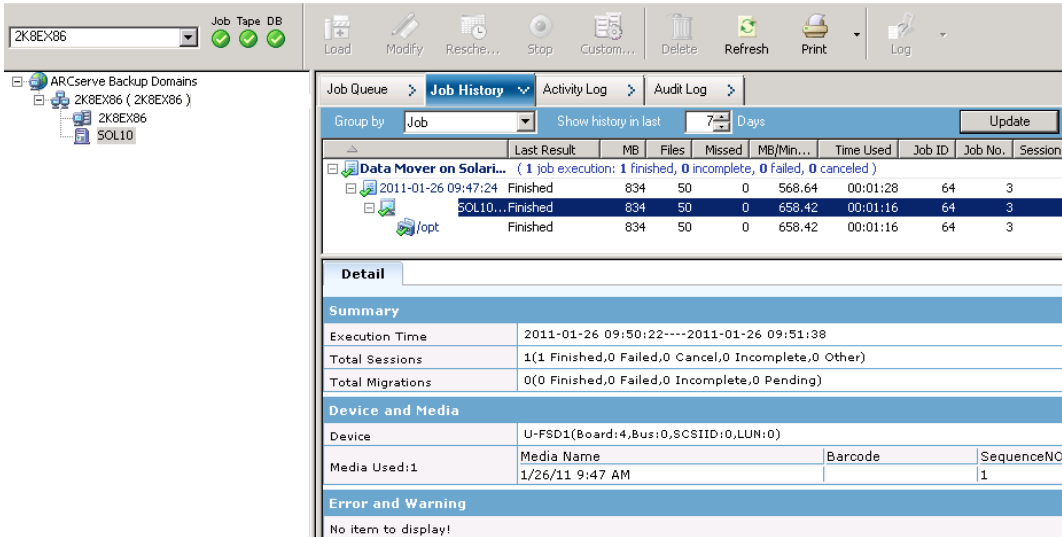 Job Tape DB
2K8EX86
Load Modify Resche... Stop Custom... Delete Refresh Print Log
ARCserve Backup Domains
2K8EX86 ( 2K8EX86 )
2K8EX86
SOL10
Job Queue Job History Activity Log Audit Log
Group by Job Show history in last 7 Days Update
Last Result MB Files Missed MB/Min... Time Used Job ID Job No. Session
Data Mover on Solari... ( 1 job execution: 1 finished, 0 incomplete, 0 failed, 0 canceled )
2011-01-26 09:47:24 Finished 834 50 0 568.64 00:01:28 64 3
SOL10... Finished 834 50 0 658.42 00:01:16 64 3
/opt Finished 834 50 0 658.42 00:01:16 64 3
Detail
Summary
Execution Time 2011-01-26 09:50:22----2011-01-26 09:51:38
Total Sessions 1(1 Finished,0 Failed,0 Cancel,0 Incomplete,0 Other)
Total Migrations 0(0 Finished,0 Failed,0 Incomplete,0 Pending)
Device and Media
Device U-FSD1(Board:4,Bus:0,SCSIID:0,LUN:0)
Media Used:1 Media Name Barcode SequenceNO
1/26/11 9:47 AM 1
Error and Warning
No item to display!